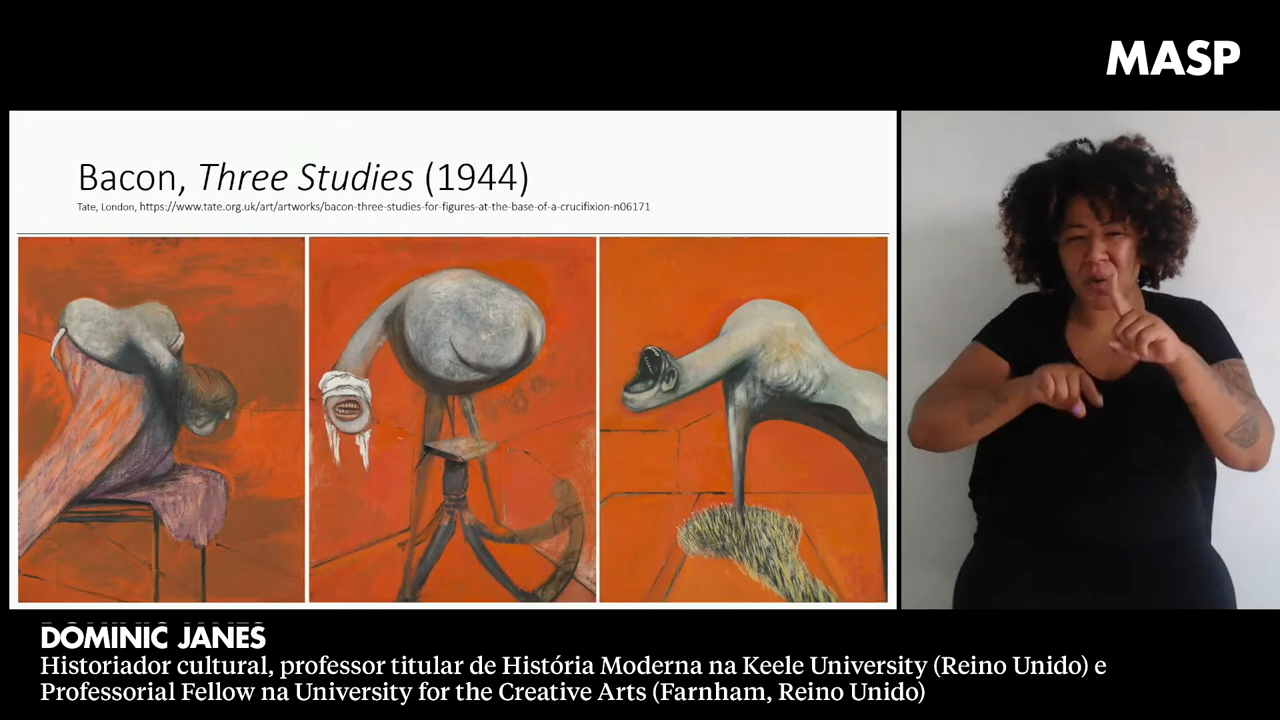 MASP
Bacon, Three Studies (1944)
Tate, London, https://www.tate.org.uk/art/artworks/bacon-three-studies-for-figures-at-the-base-of-a-crucifixion-n06171
DOMINIC JANES
Historiador cultural, professor titular de História Moderna na Keele University (Reino Unido) e
Professorial Fellow na University for the Creative Arts (Farnham, Reino Unido)